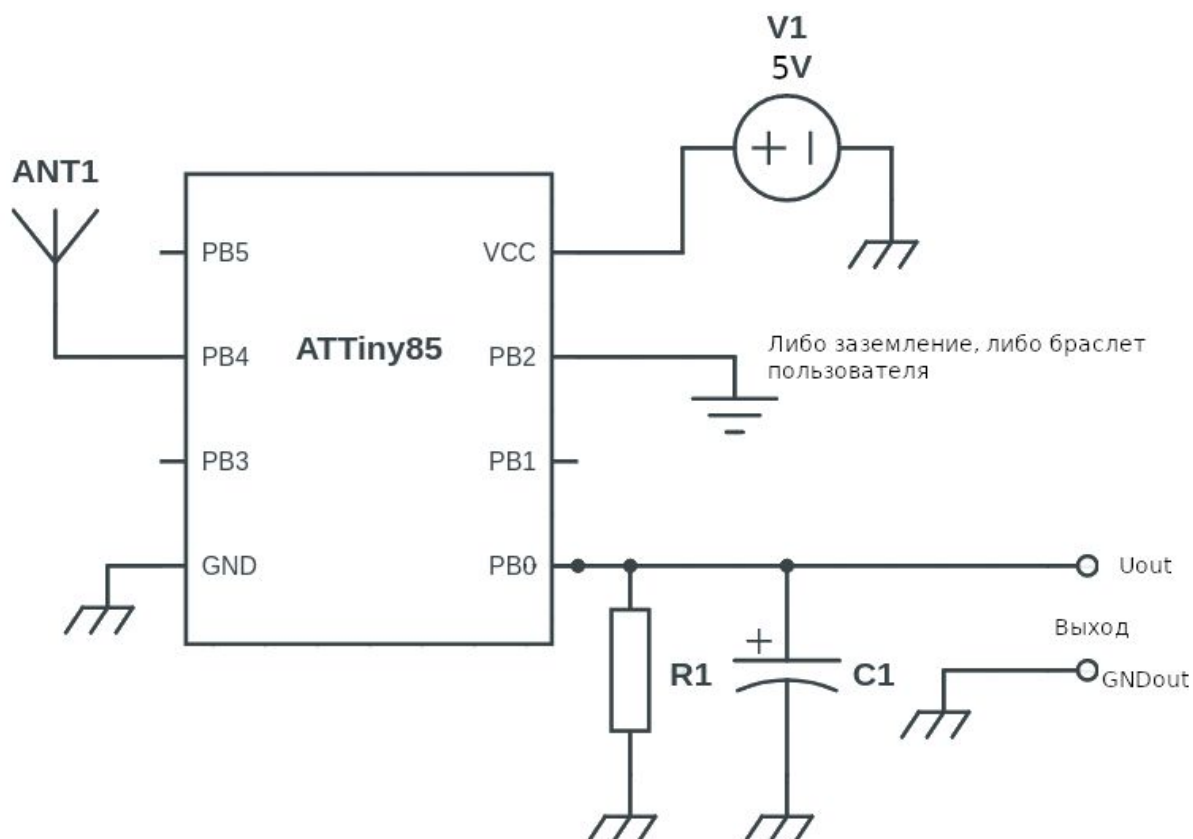 V1
5V
ANT1
PB5
VCC
ATTiny85
PB4
PB2
Либо заземление, либо браслет
пользователя
PB3
PB1
GND
PB0
Uout
Выход
R1
C1
GNDout